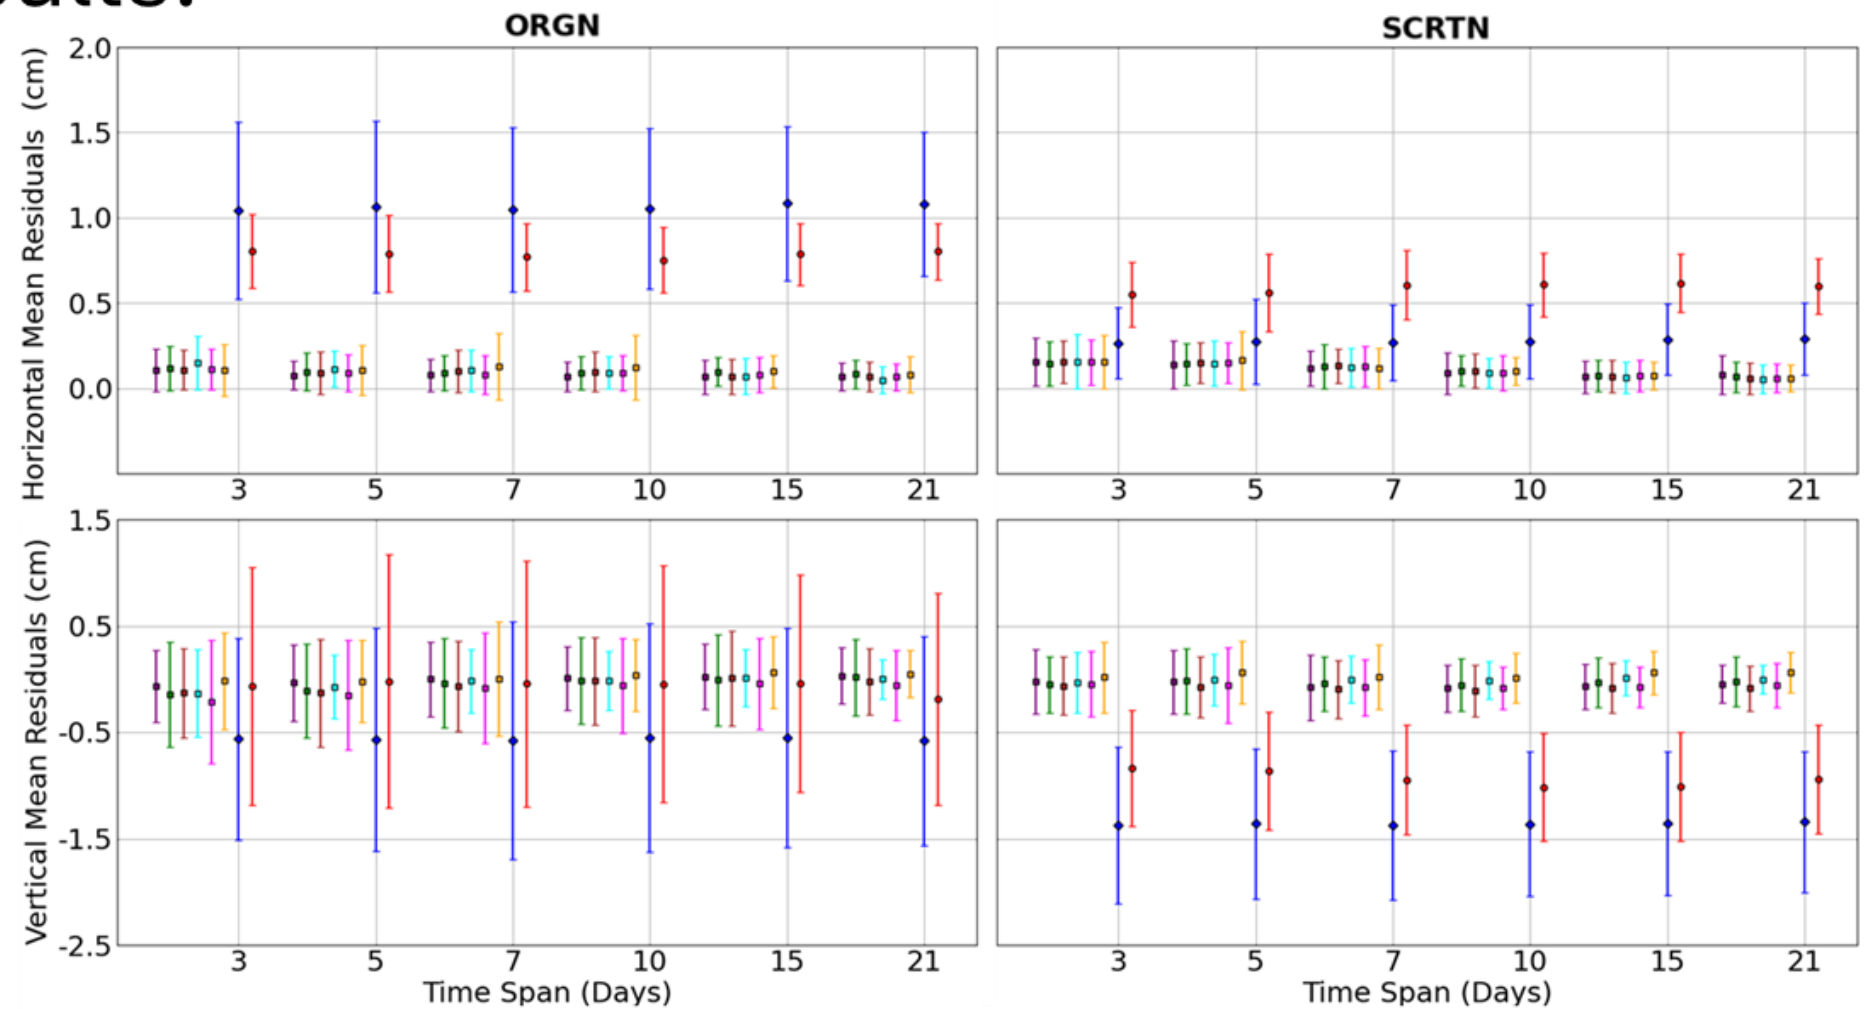 ORGN
SCRTN
Horizontal Mean Residuals (cm)
2.0
1.5
1.0
0.5
0.0
3 5 7 10 15 21
3 5 7 10 15 21
Vertical Mean Residuals (cm)
1.5
0.5
-0.5
-1.5
-2.5
3 5 7 10 15 21
3 5 7 10 15 21
Time Span (Days)
Time Span (Days)